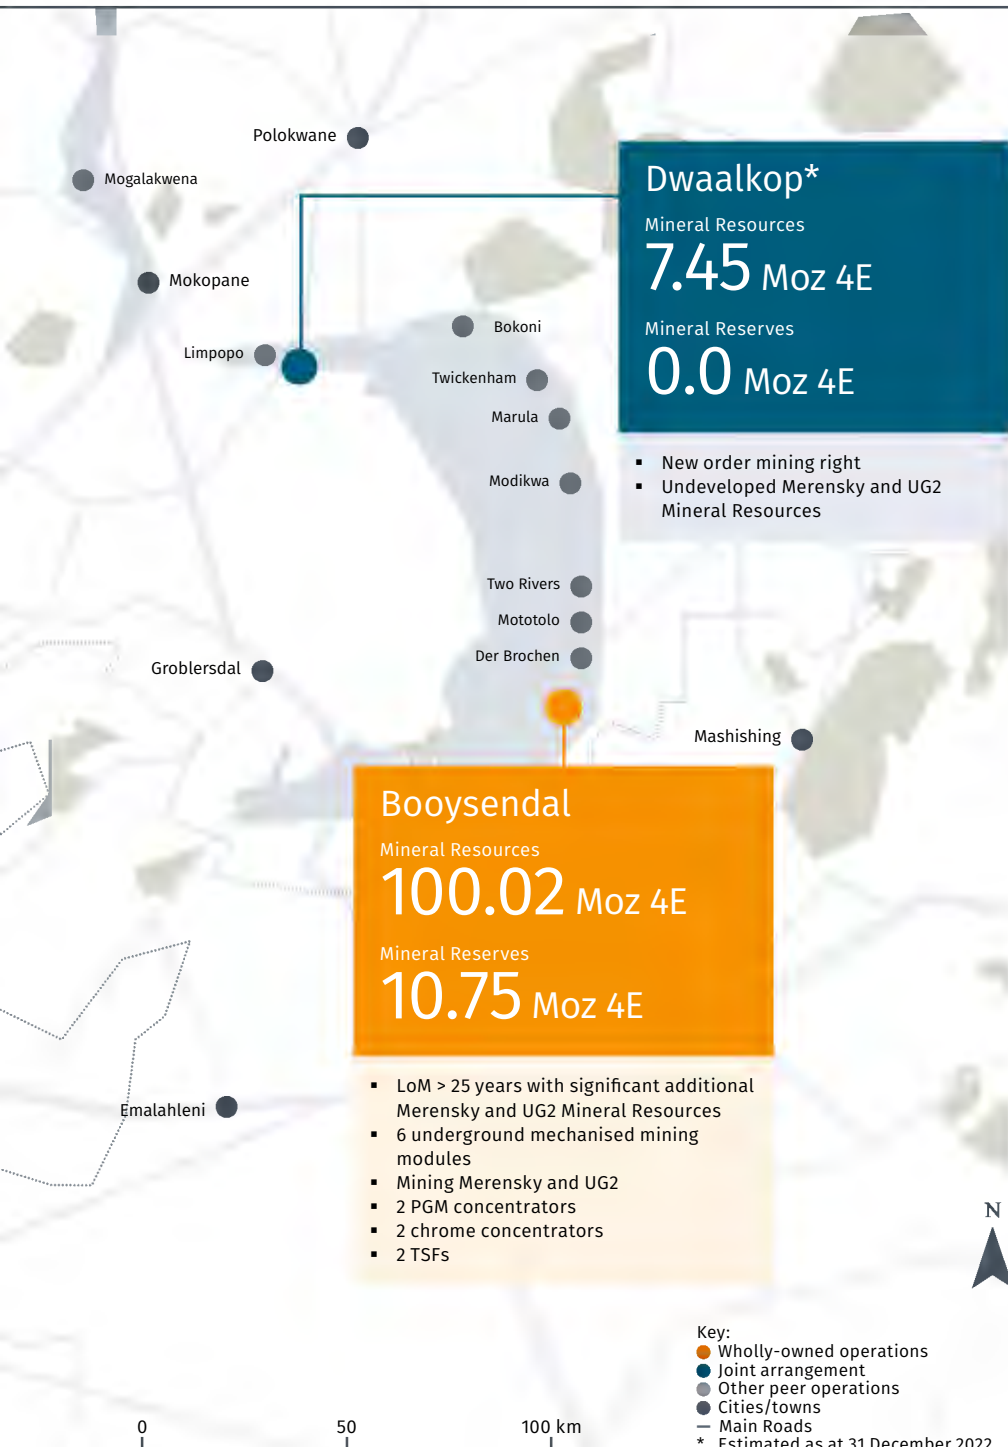 Polokwane
Mogalakwena
Dwaalkop*
Mineral Resources
7.45 Moz 4E
Mineral Reserves
0.0 Moz 4E
Mokopane
Bokoni
Limpopo
Twickenham
Marula
▪ New order mining right
▪ Undeveloped Merensky and UG2
Mineral Resources
Modikwa
Two Rivers
Mototolo
Der Brochen
Groblersdal
Mashishing
Booysendal
Mineral Resources
100.02 Moz 4E
Mineral Reserves
10.75 Moz 4E
▪ LoM > 25 years with significant additional
Merensky and UG2 Mineral Resources
▪ 6 underground mechanised mining
modules
▪ Mining Merensky and UG2
▪ 2 PGM concentrators
▪ 2 chrome concentrators
▪ 2 TSFs
Emalahleni
N
Key:
Wholly-owned operations
Joint arrangement
Other peer operations
Cities/towns
Main Roads
* Estimated as at 31 December 2022
0 50 100 km